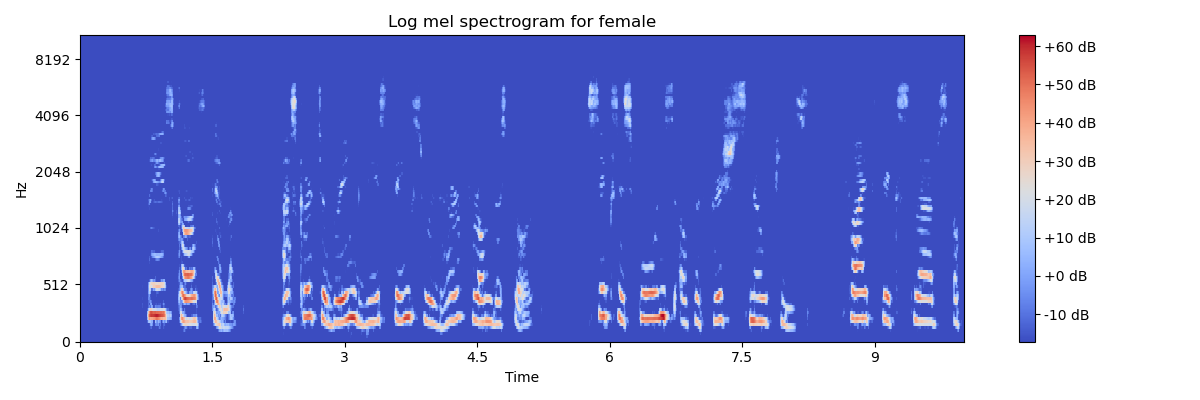 Log mel spectrogram for female
8192
4096
2048
1024
512
0
Hz
0 1.5 3 4.5 6 7.5 9
Time
+60 dB
+50 dB
+40 dB
+30 dB
+20 dB
+10 dB
+0 dB
-10 dB